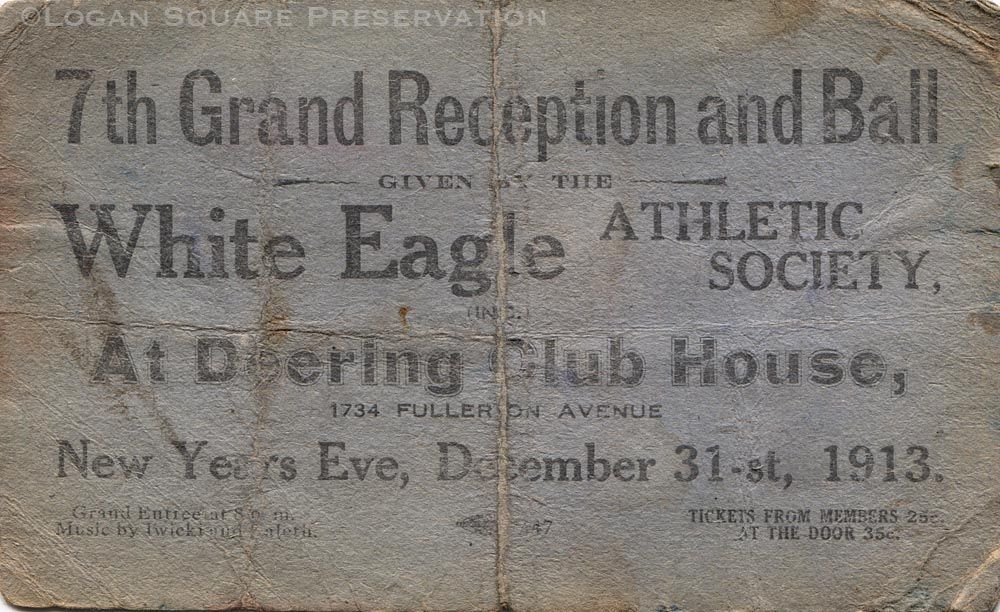 ©Logan Square Preservation
7th Grand Reception and Ball
GIVEN BY THE
White Eagle ATHLETIC SOCIETY,
(INC.)
At Deering Club House,
1734 FULLERTON AVENUE
New Years Eve, December 31-st, 1913.
Grand Entree at 8 p. m.
Music by and
47
TICKETS FROM MEMBERS 25c.
AT THE DOOR 35c.